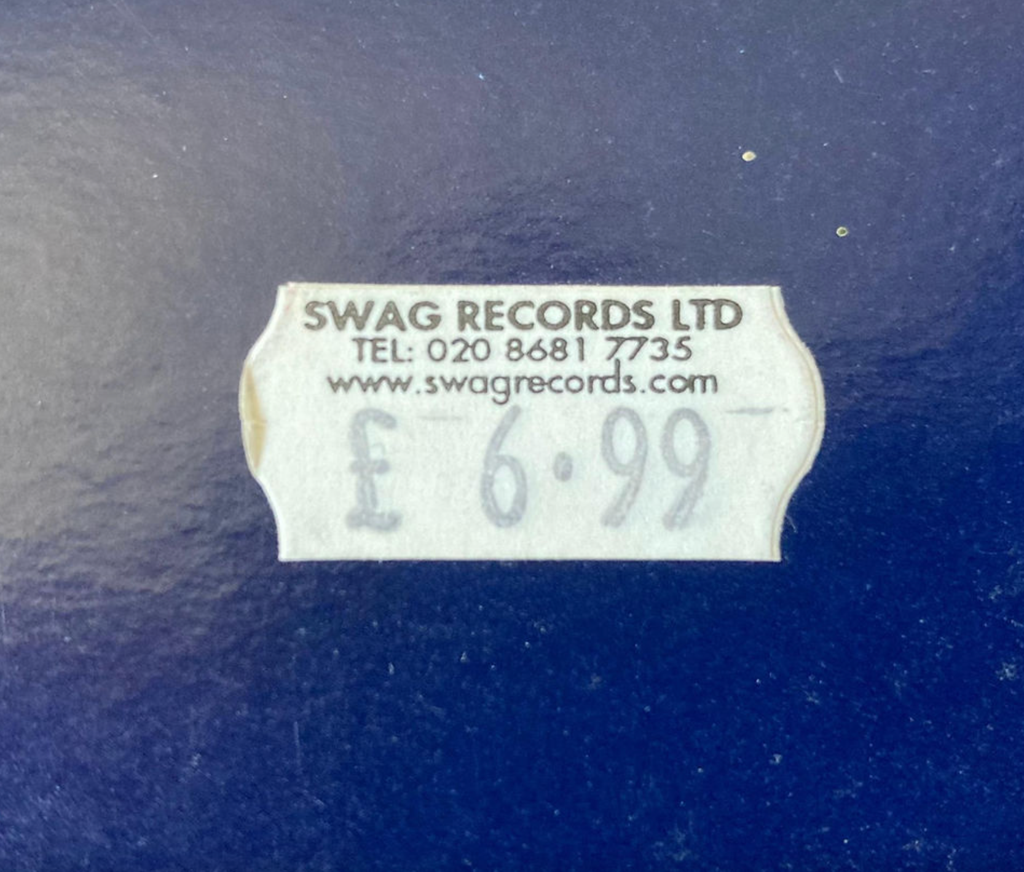 SWAG RECORDS LTD
TEL: 020 8681 7735
www.swagrecords.com
£ 6.99